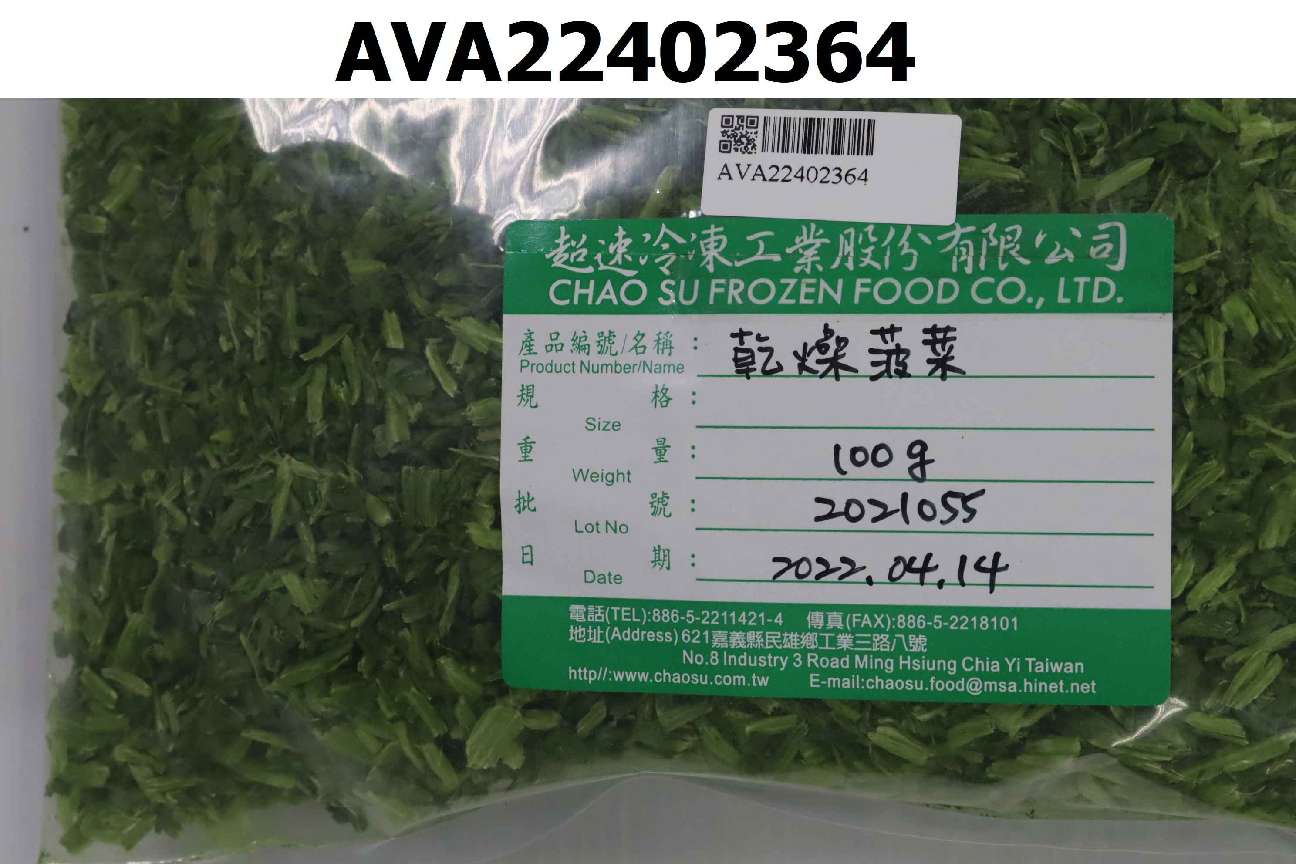 AVA22402364
AVA22402364
超速冷凍工業股份有限公司
CHAO SU FROZEN FOOD CO., LTD.
產品編號/名稱： 乾燥菠菜
Product Number/Name
規格：
Size
重量： 100g
Weight
批號： 2021055
Lot No
日期： 2022.04.14
Date
電話(TEL):886-5-2211421-4 傳真(FAX):886-5-2218101
地址(Address) 621嘉義縣民雄鄉工業三路八號
No.8 Industry 3 Road Ming Hsiung Chia Yi Taiwan
http//:www.chaosu.com.tw E-mail:chaosu.food@msa.hinet.net